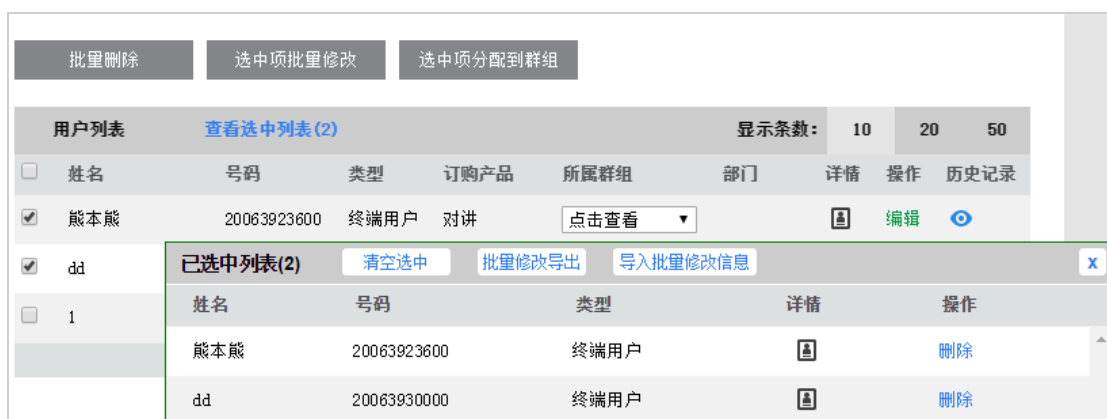 批量删除 选中项批量修改 选中项分配到群组
用户列表 查看选中列表(2) 显示条数: 10 20 50
姓名 号码 类型 订购产品 所属群组 部门 详情 操作 历史记录
熊本熊 20063923600 终端用户 对讲 点击查看 编辑
dd
1
已选中列表(2) 清空选中 批量修改导出 导入批量修改信息 x
姓名 号码 类型 详情 操作
熊本熊 20063923600 终端用户 删除
dd 20063930000 终端用户 删除